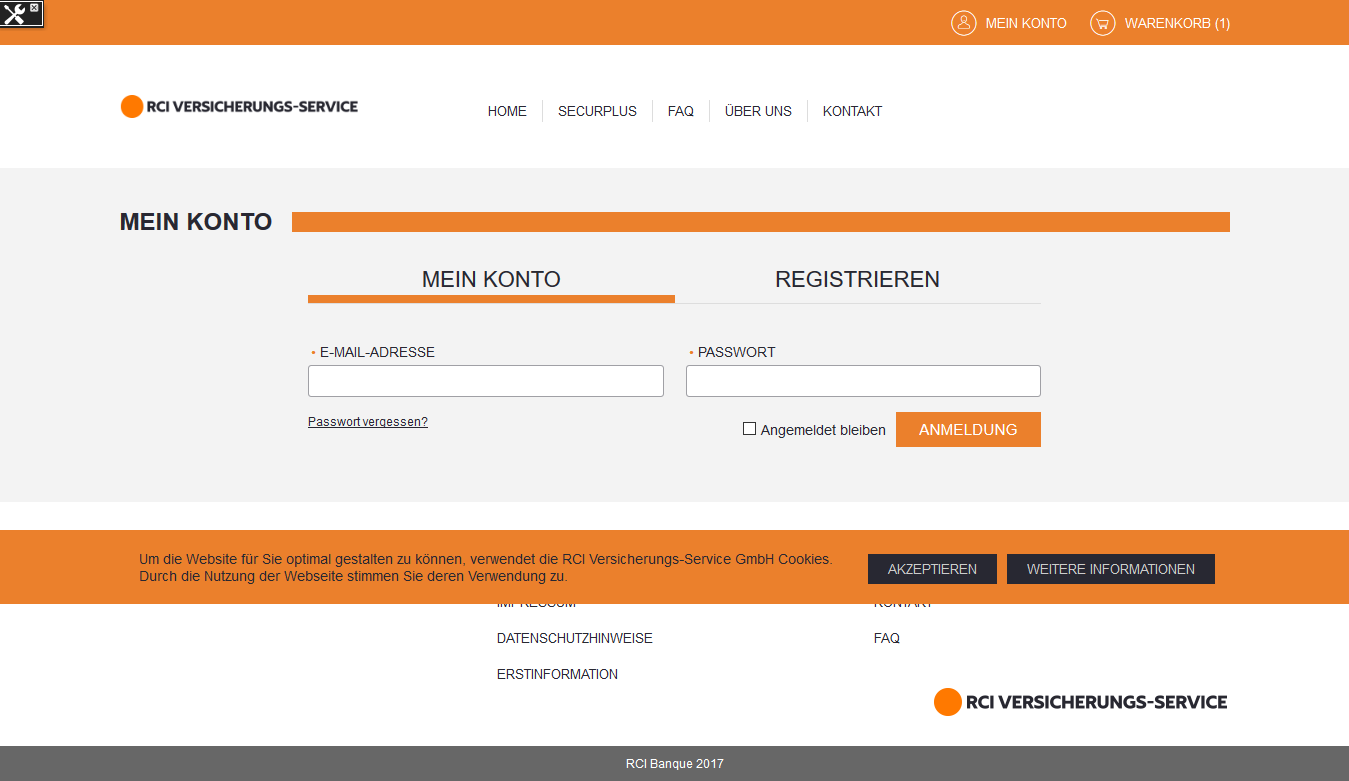 MEIN KONTO
WARENKORB (1)
RCI VERSICHERUNGS-SERVICE
HOME
SECURPLUS
FAQ
ÜBER UNS
KONTAKT
MEIN KONTO
MEIN KONTO
REGISTRIEREN
• E-MAIL-ADRESSE
• PASSWORT
Passwort vergessen?
Angemeldet bleiben
ANMELDUNG
Um die Website für Sie optimal gestalten zu können, verwendet die RCI Versicherungs-Service GmbH Cookies.
Durch die Nutzung der Webseite stimmen Sie deren Verwendung zu.
AKZEPTIEREN
WEITERE INFORMATIONEN
IMPRESSUM
KONTAKT
DATENSCHUTZHINWEISE
FAQ
ERSTINFORMATION
RCI VERSICHERUNGS-SERVICE
RCI Banque 2017